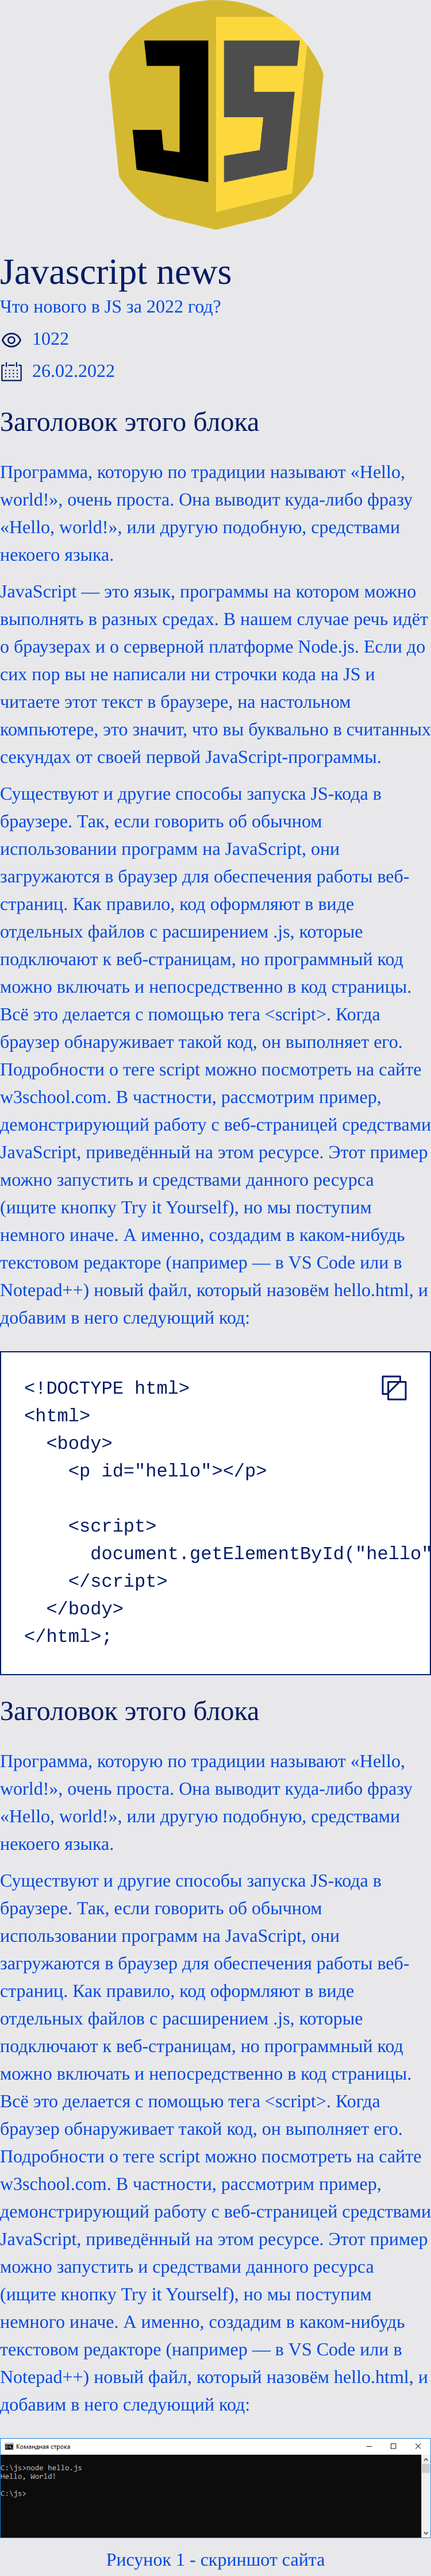 JS
Javascript news
Что нового в JS за 2022 год?
1022
26.02.2022
Заголовок этого блока
Программа, которую по традиции называют «Hello,
world!», очень проста. Она выводит куда-либо фразу
«Hello, world!», или другую подобную, средствами
некоего языка.
JavaScript — это язык, программы на котором можно
выполнять в разных средах. В нашем случае речь идёт
о браузерах и о серверной платформе Node.js. Если до
сих пор вы не написали ни строчки кода на JS и
читаете этот текст в браузере, на настольном
компьютере, это значит, что вы буквально в считанных
секундах от своей первой JavaScript-программы.
Существуют и другие способы запуска JS-кода в
браузере. Так, если говорить об обычном
использовании программ на JavaScript, они
загружаются в браузер для обеспечения работы веб-
страниц. Как правило, код оформляют в виде
отдельных файлов с расширением .js, которые
подключают к веб-страницам, но программный код
можно включать и непосредственно в код страницы.
Всё это делается с помощью тега <script>. Когда
браузер обнаруживает такой код, он выполняет его.
Подробности о теге script можно посмотреть на сайте
w3school.com. В частности, рассмотрим пример,
демонстрирующий работу с веб-страницей средствами
JavaScript, приведённый на этом ресурсе. Этот пример
можно запустить и средствами данного ресурса
(ищите кнопку Try it Yourself), но мы поступим
немного иначе. А именно, создадим в каком-нибудь
текстовом редакторе (например — в VS Code или в
Notepad++) новый файл, который назовём hello.html, и
добавим в него следующий код:
<!DOCTYPE html>
<html>
  <body>
    <p id="hello"></p>
    <script>
      document.getElementById("hello"
    </script>
  </body>
</html>;
Заголовок этого блока
Программа, которую по традиции называют «Hello,
world!», очень проста. Она выводит куда-либо фразу
«Hello, world!», или другую подобную, средствами
некоего языка.
Существуют и другие способы запуска JS-кода в
браузере. Так, если говорить об обычном
использовании программ на JavaScript, они
загружаются в браузер для обеспечения работы веб-
страниц. Как правило, код оформляют в виде
отдельных файлов с расширением .js, которые
подключают к веб-страницам, но программный код
можно включать и непосредственно в код страницы.
Всё это делается с помощью тега <script>. Когда
браузер обнаруживает такой код, он выполняет его.
Подробности о теге script можно посмотреть на сайте
w3school.com. В частности, рассмотрим пример,
демонстрирующий работу с веб-страницей средствами
JavaScript, приведённый на этом ресурсе. Этот пример
можно запустить и средствами данного ресурса
(ищите кнопку Try it Yourself), но мы поступим
немного иначе. А именно, создадим в каком-нибудь
текстовом редакторе (например — в VS Code или в
Notepad++) новый файл, который назовём hello.html, и
добавим в него следующий код:
Командная строка
C:\js>node hello.js
Hello, World!
C:\js>
Рисунок 1 - скриншот сайта